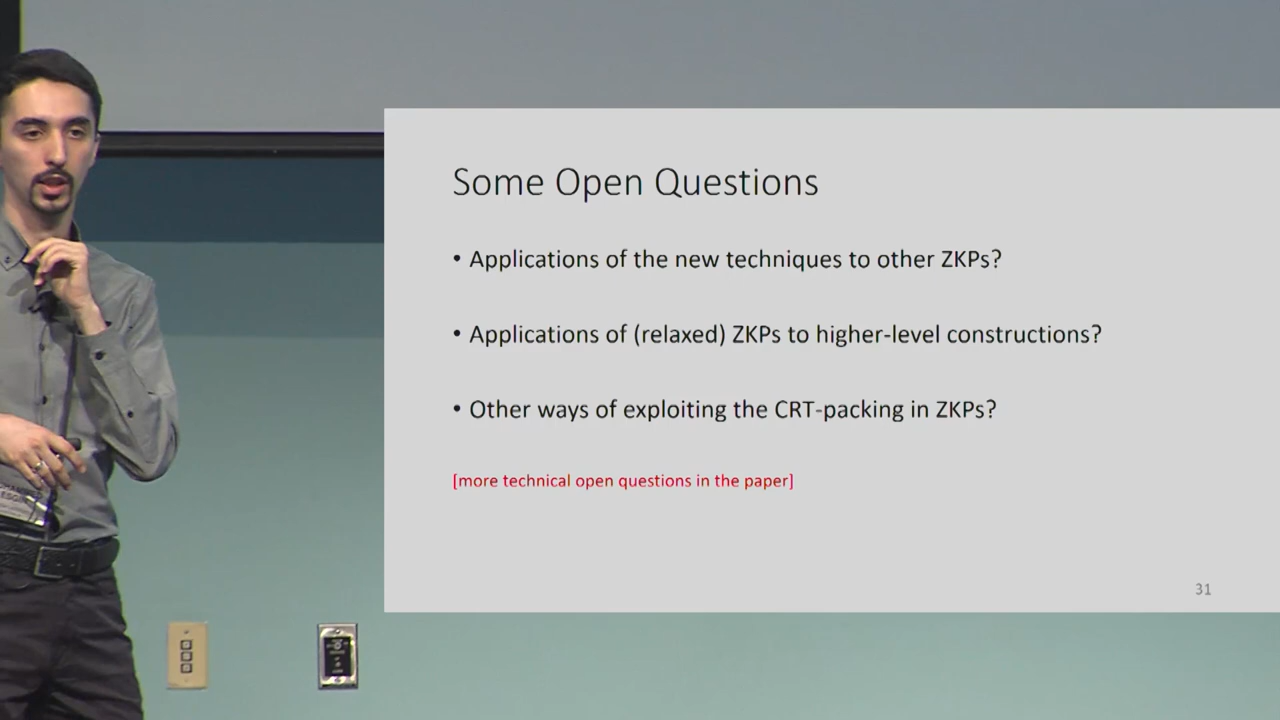 Some Open Questions
• Applications of the new techniques to other ZKPs?
• Applications of (relaxed) ZKPs to higher-level constructions?
• Other ways of exploiting the CRT-packing in ZKPs?
[more technical open questions in the paper]
31